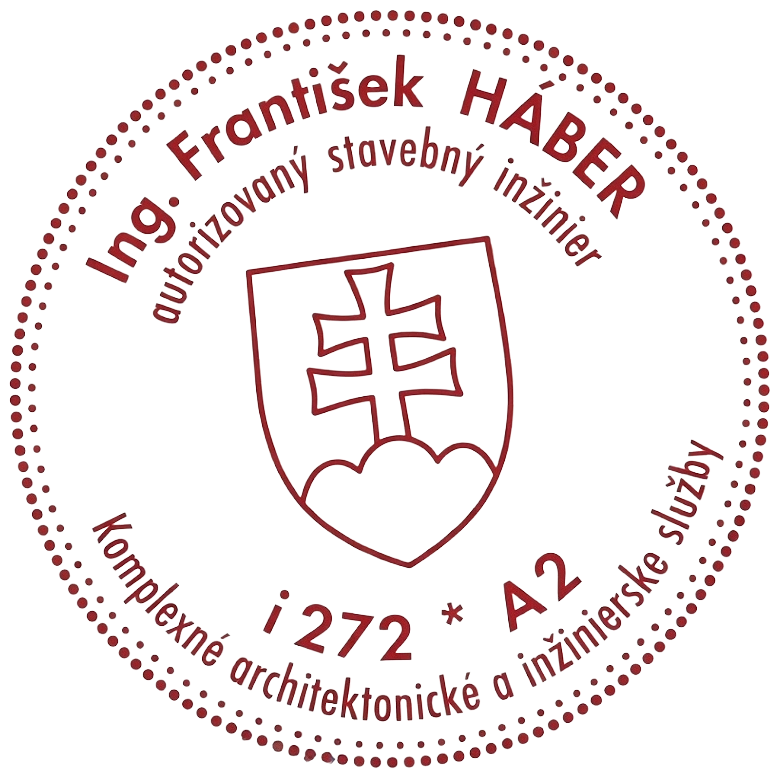 Ing. František HÁBER
autorizovaný stavebný inžinier
i 272 * A2
Komplexné architektonické a inžinierske služby